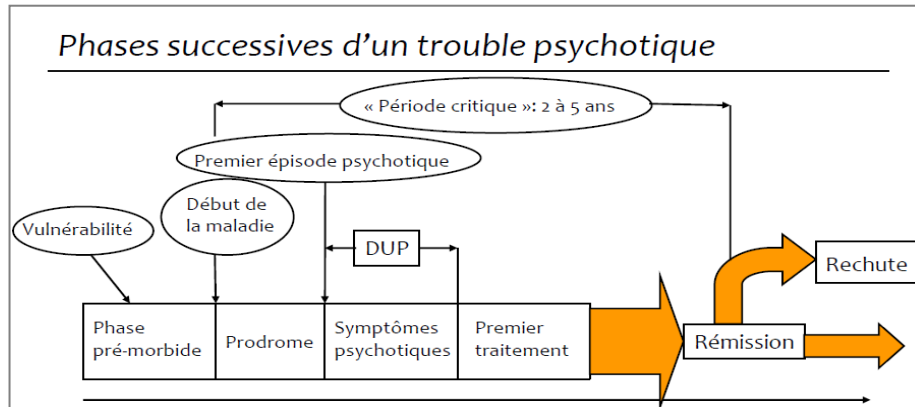 Phases successives d'un trouble psychotique
« Période critique »: 2 à 5 ans
Premier épisode psychotique
Début de
la maladie
Vulnérabilité
DUP
Rechute
Phase
pré-morbide
Prodrome
Symptômes
psychotiques
Premier
traitement
Rémission